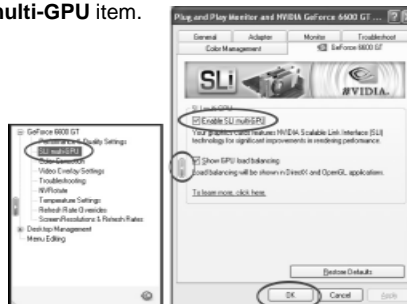 multi-GPU item.
Plug and Play Monitor and NVIDIA GeForce 6600 GT ...
General Adapter Monitor Troubleshoot
Color Management GeForce 6600 GT
SLI NVIDIA.
SLI multi-GPU
Enable SLI multi-GPU
Your graphics card features NVIDIA Scalable Link Interface (SLI)
technology for significant improvements in rendering performance.
Show GPU load balancing
Load balancing will be shown in DirectX and OpenGL applications.
To learn more, click here.
Restore Defaults
OK Cancel Apply
GeForce 6600 GT
Performance & Quality Settings
SLI multi-GPU
Color Correction
Video Overlay Settings
Troubleshooting
NVRotate
Temperature Settings
Refresh Rate Overrides
Screen Resolutions & Refresh Rates
Desktop Management
Menu Editing